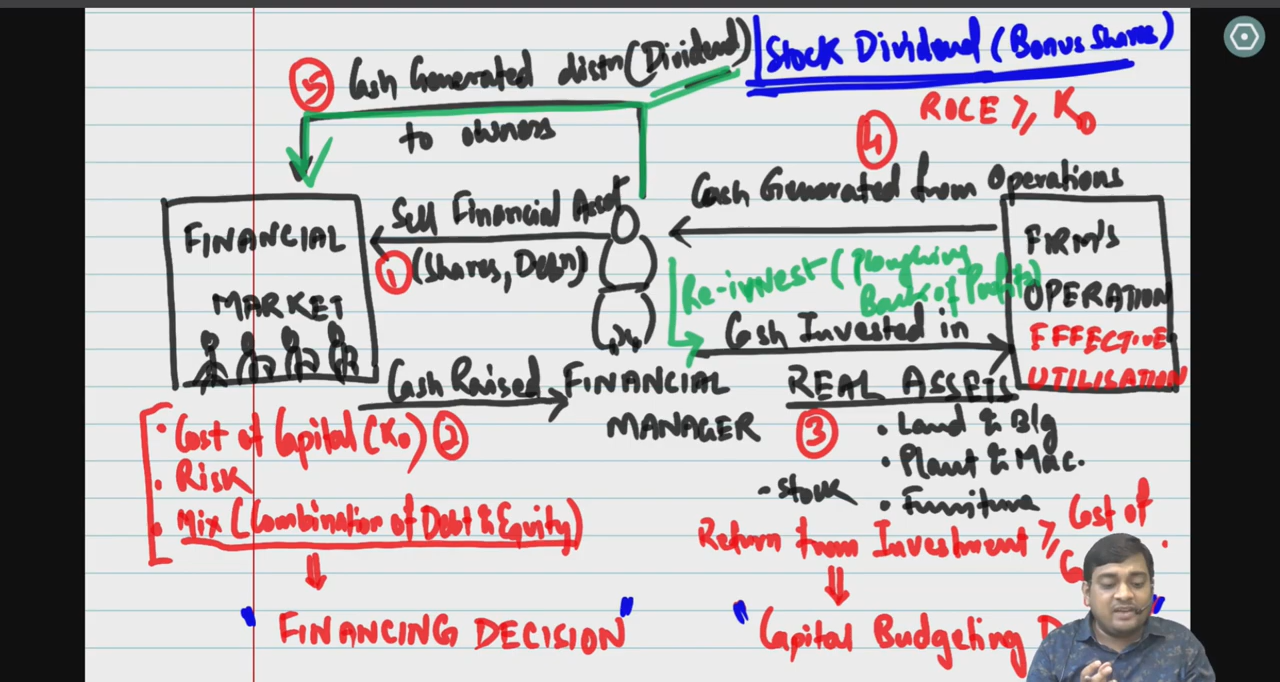 ⑤ Cash Generated distn (Dividend)
to owners
Stock Dividend (Bonus Shares)
ROCE ⩾ K₀
④
Cash Generated from Operations
FINANCIAL
MARKET
Sell Financial Asset
① (Shares, Debn)
Re-invest (Ploughing
Back of Profits)
FIRM'S
OPERATION
EFFECTIVE
UTILISATION
Cash Invested in
REAL ASSETS
③
• Land & Blg
• Plant & Mac.
• Furniture
- Stock
Cash Raised
FINANCIAL
MANAGER
• Cost of Capital (K₀) ②
• Risk
• Mix (Combination of Debt & Equity)
⇓
" FINANCING DECISION "
Return from Investment ⩾ Cost of
⇓
" Capital Budgeting